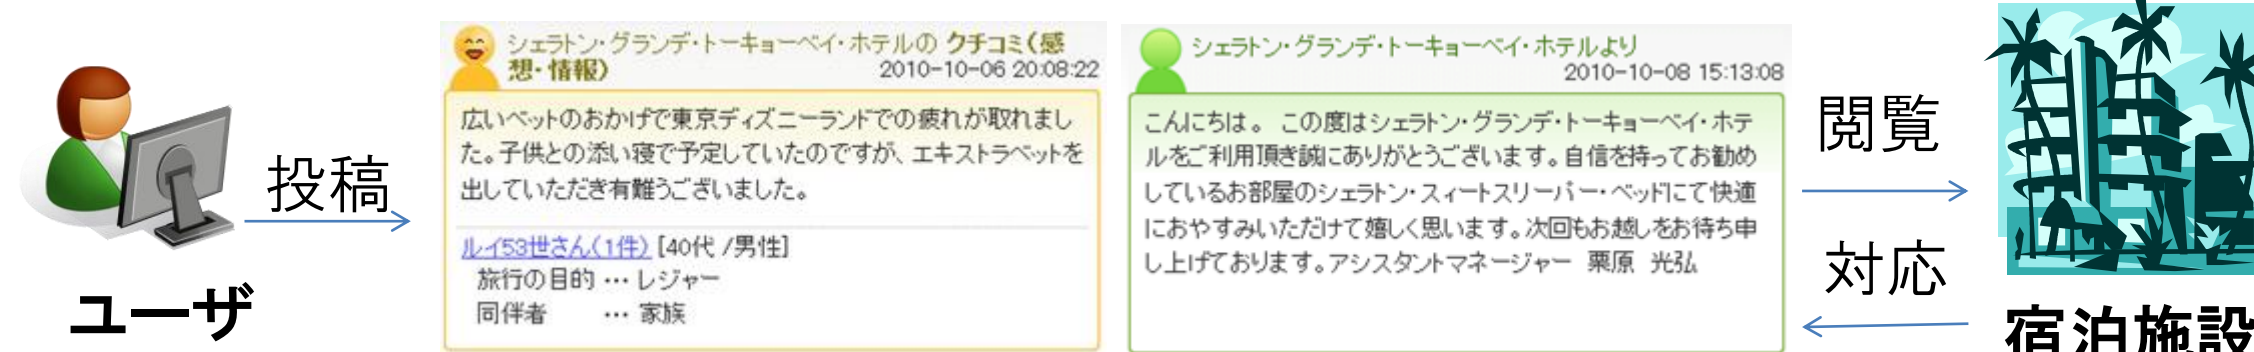 ユーザ
投稿
シェラトン・グランデ・トーキョーベイ・ホテルの クチコミ（感
想・情報）
2010-10-06 20:08:22
広いベットのおかげで東京ディズニーランドでの疲れが取れまし
た。子供との添い寝で予定していたのですが、エキストラベットを
出していただき有難うございました。
ルイ53世さん（1件） [40代 /男性]
旅行の目的 … レジャー
同伴者 … 家族
シェラトン・グランデ・トーキョーベイ・ホテルより
2010-10-08 15:13:08
こんにちは。 この度はシェラトン・グランデ・トーキョーベイ・ホテ
ルをご利用頂き誠にありがとうございます。自信を持ってお勧め
しているお部屋のシェラトン・スィートスリーパー・ベッドにて快適
におやすみいただけて嬉しく思います。次回もお越しをお待ち申
し上げております。アシスタントマネージャー 栗原 光弘
閲覧
対応
宿泊施設